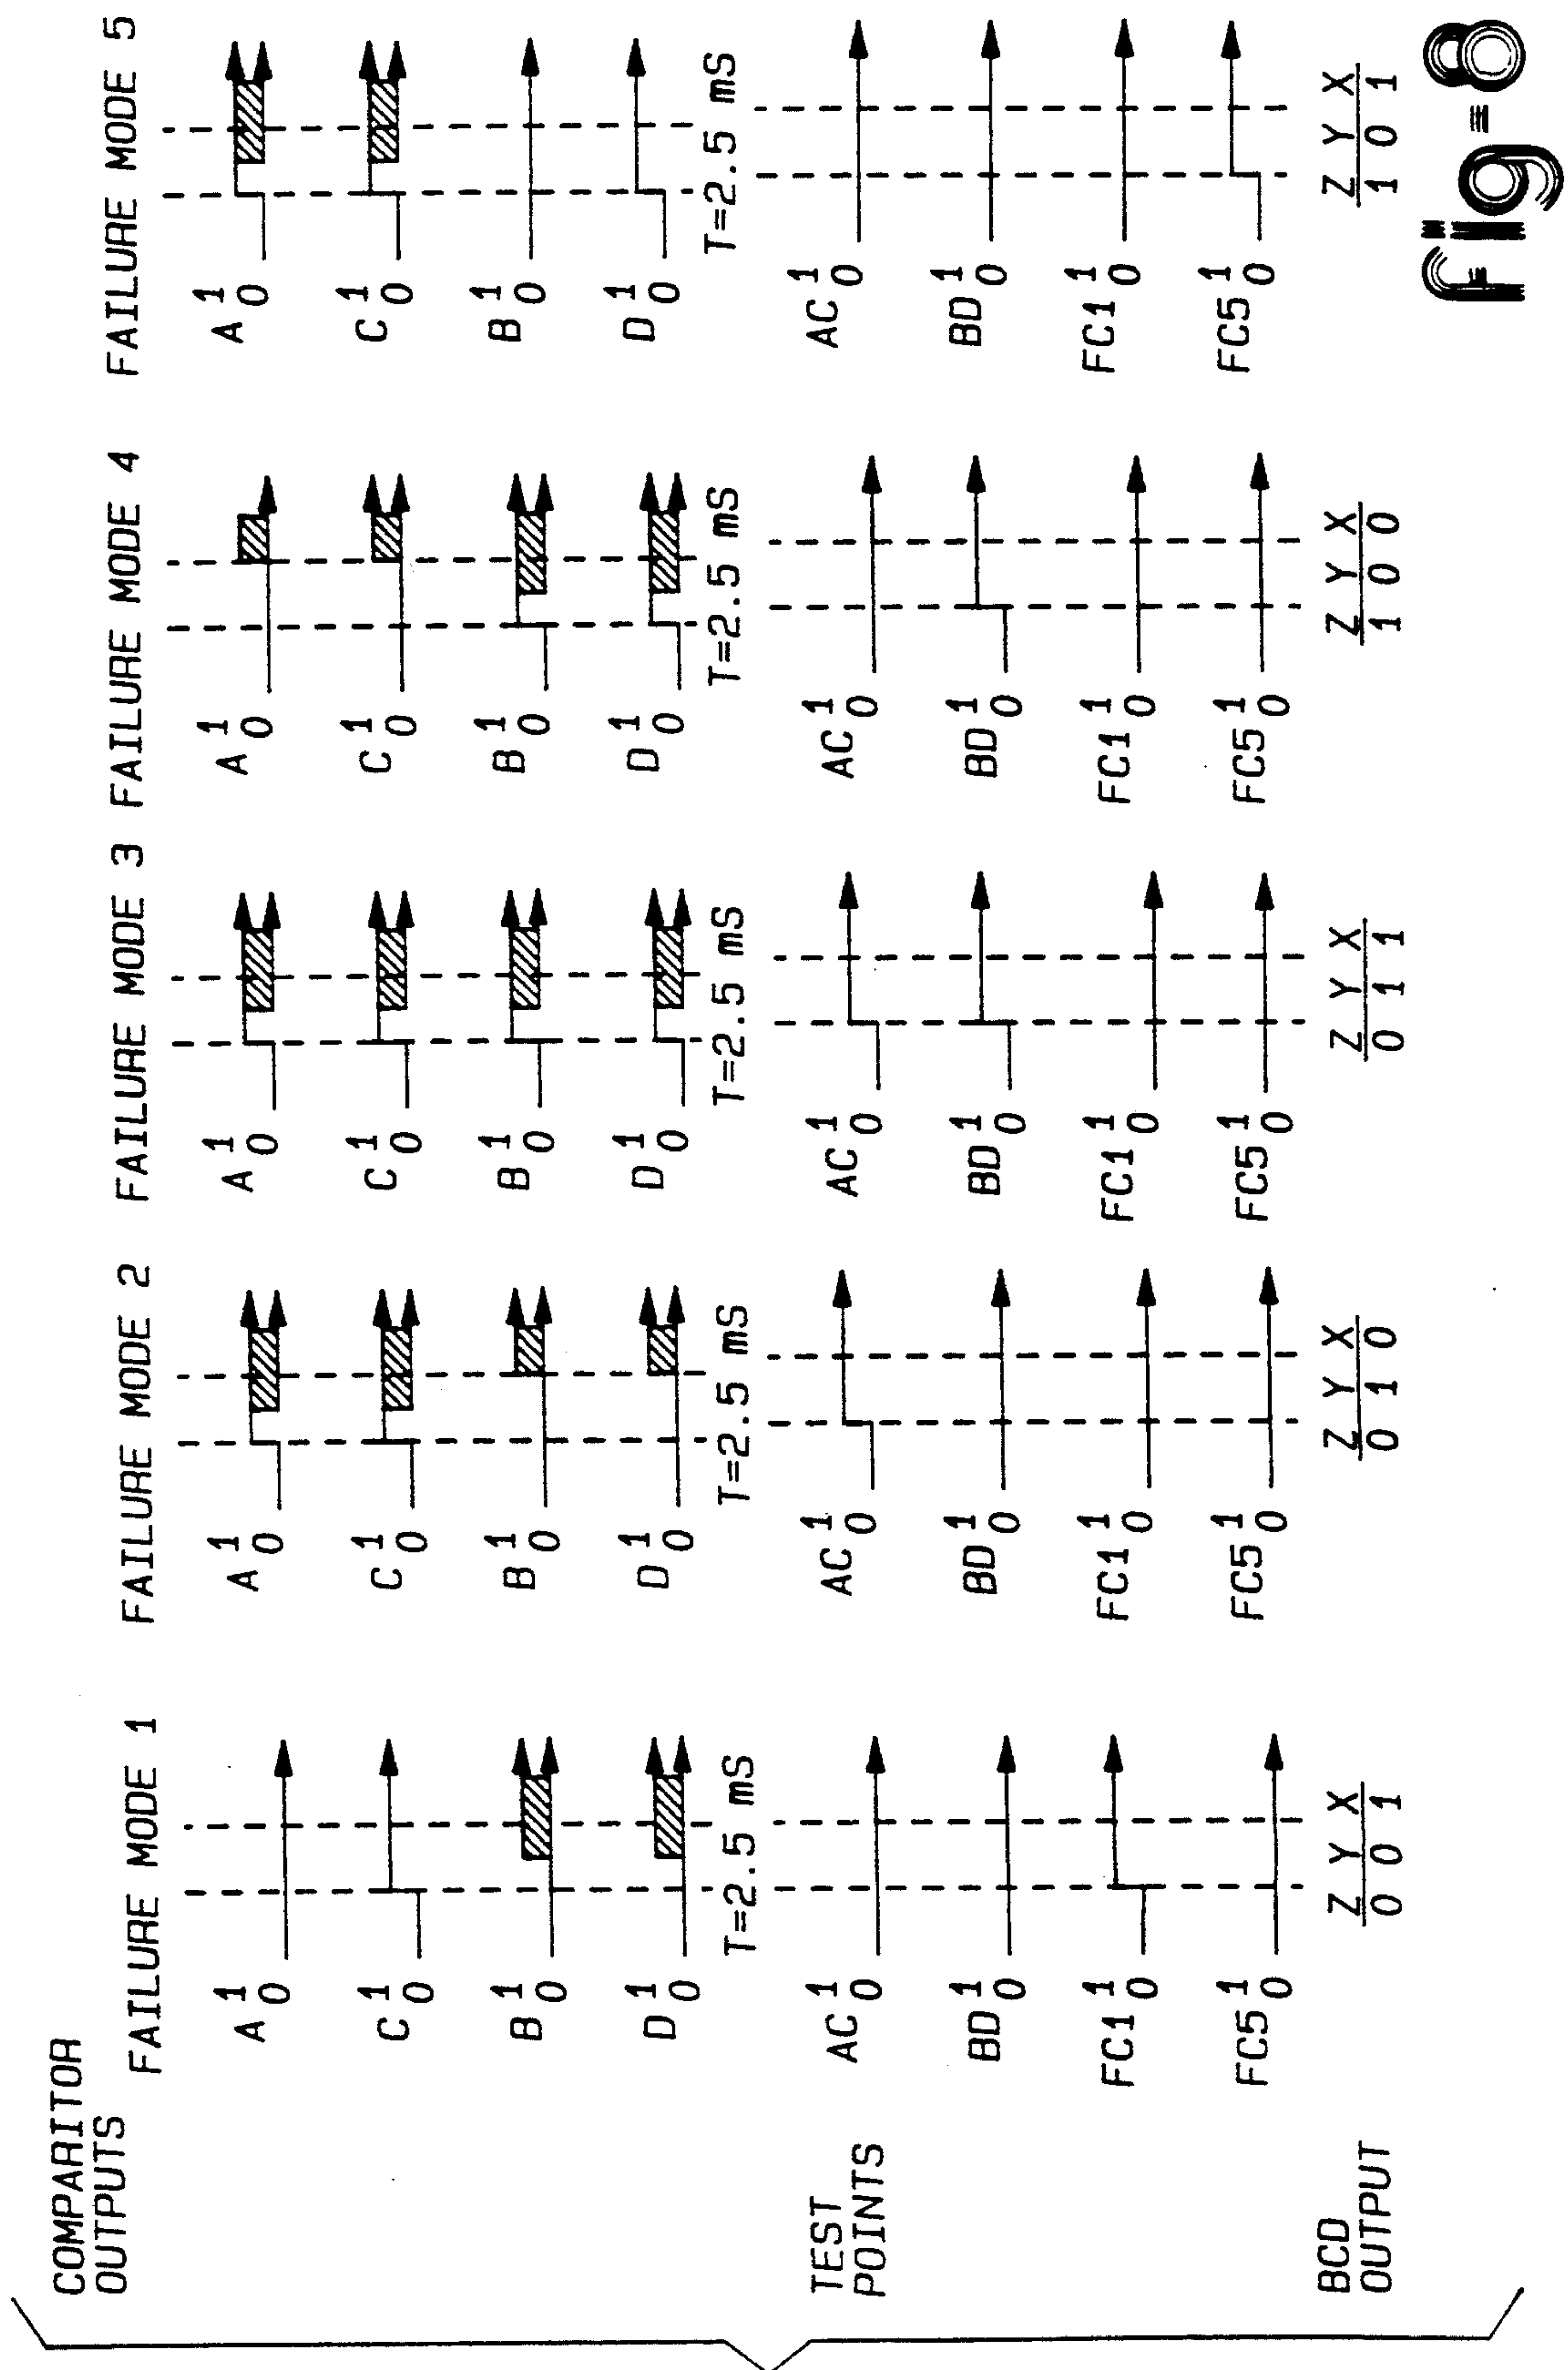 COMPARITOR
OUTPUTS
FAILURE MODE 1 FAILURE MODE 2 FAILURE MODE 3 FAILURE MODE 4 FAILURE MODE 5
A 1 0 A 1 0 A 1 0 A 1 0 A 1 0
C 1 0 C 1 0 C 1 0 C 1 0 C 1 0
B 1 0 B 1 0 B 1 0 B 1 0 B 1 0
D 1 0 D 1 0 D 1 0 D 1 0 D 1 0
T=2.5 mS T=2.5 mS T=2.5 mS T=2.5 mS T=2.5 mS
TEST
POINTS
AC 1 0 AC 1 0 AC 1 0 AC 1 0 AC 1 0
BD 1 0 BD 1 0 BD 1 0 BD 1 0 BD 1 0
FC1 1 0 FC1 1 0 FC1 1 0 FC1 1 0 FC1 1 0
FC5 1 0 FC5 1 0 FC5 1 0 FC5 1 0 FC5 1 0
BCD
OUTPUT
Z Y X Z Y X Z Y X Z Y X Z Y X
0 0 1 0 1 0 0 1 1 1 0 0 1 0 1
Fig-8